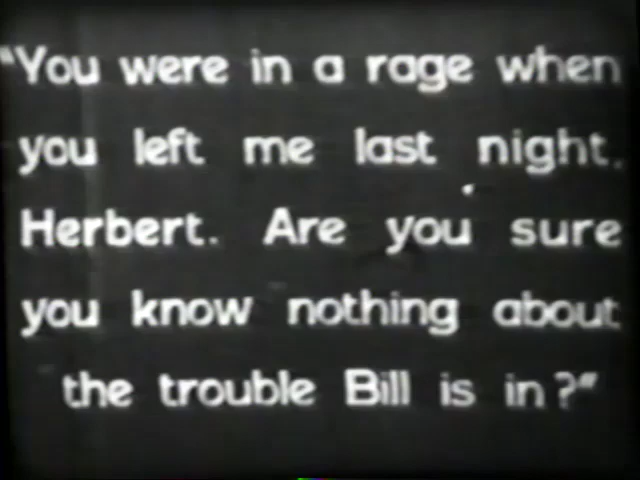 "You were in a rage when
you left me last night,
Herbert. Are you sure
you know nothing about
the trouble Bill is in?"